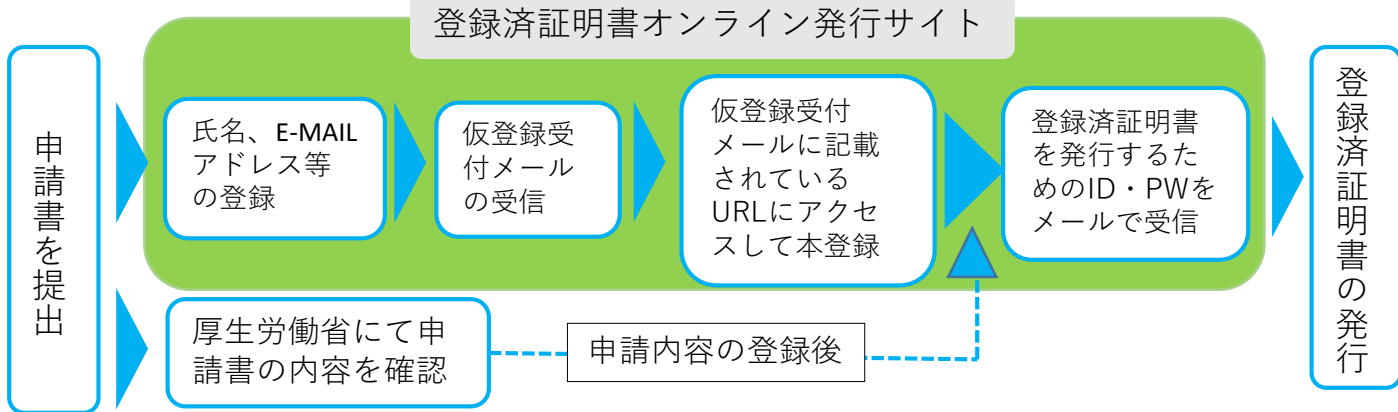 登録済証明書オンライン発行サイト
申請書を提出
氏名、E-MAIL
アドレス等
の登録
仮登録受
付メール
の受信
仮登録受付
メールに記載
されている
URLにアクセ
スして本登録
登録済証明書
を発行するた
めのID・PWを
メールで受信
登録済証明書の発行
厚生労働省にて申
請書の内容を確認
申請内容の登録後